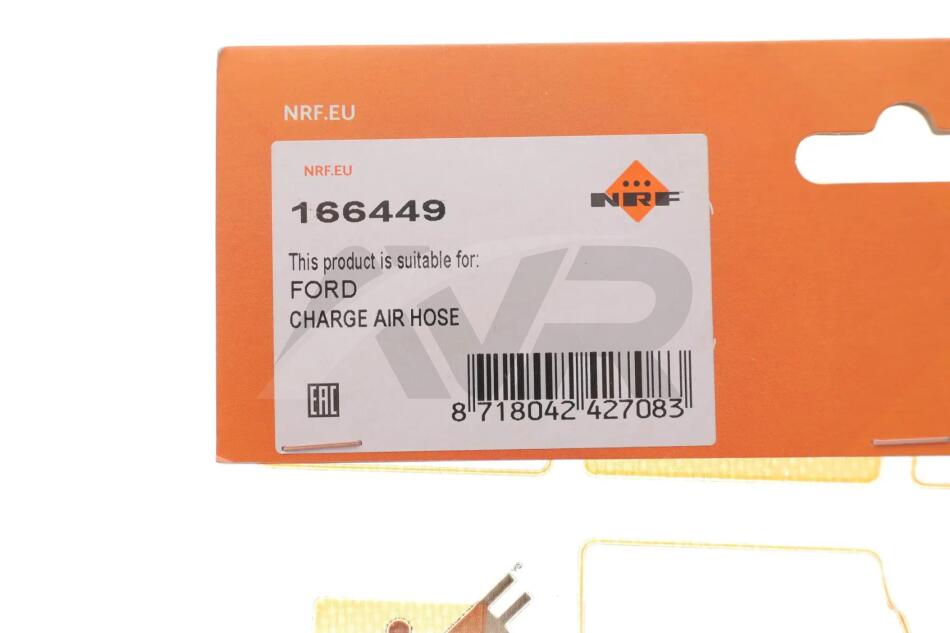 NRF.EU
NRF.EU
NRF
166449
This product is suitable for:
FORD
CHARGE AIR HOSE
EAC
8 718042 427083